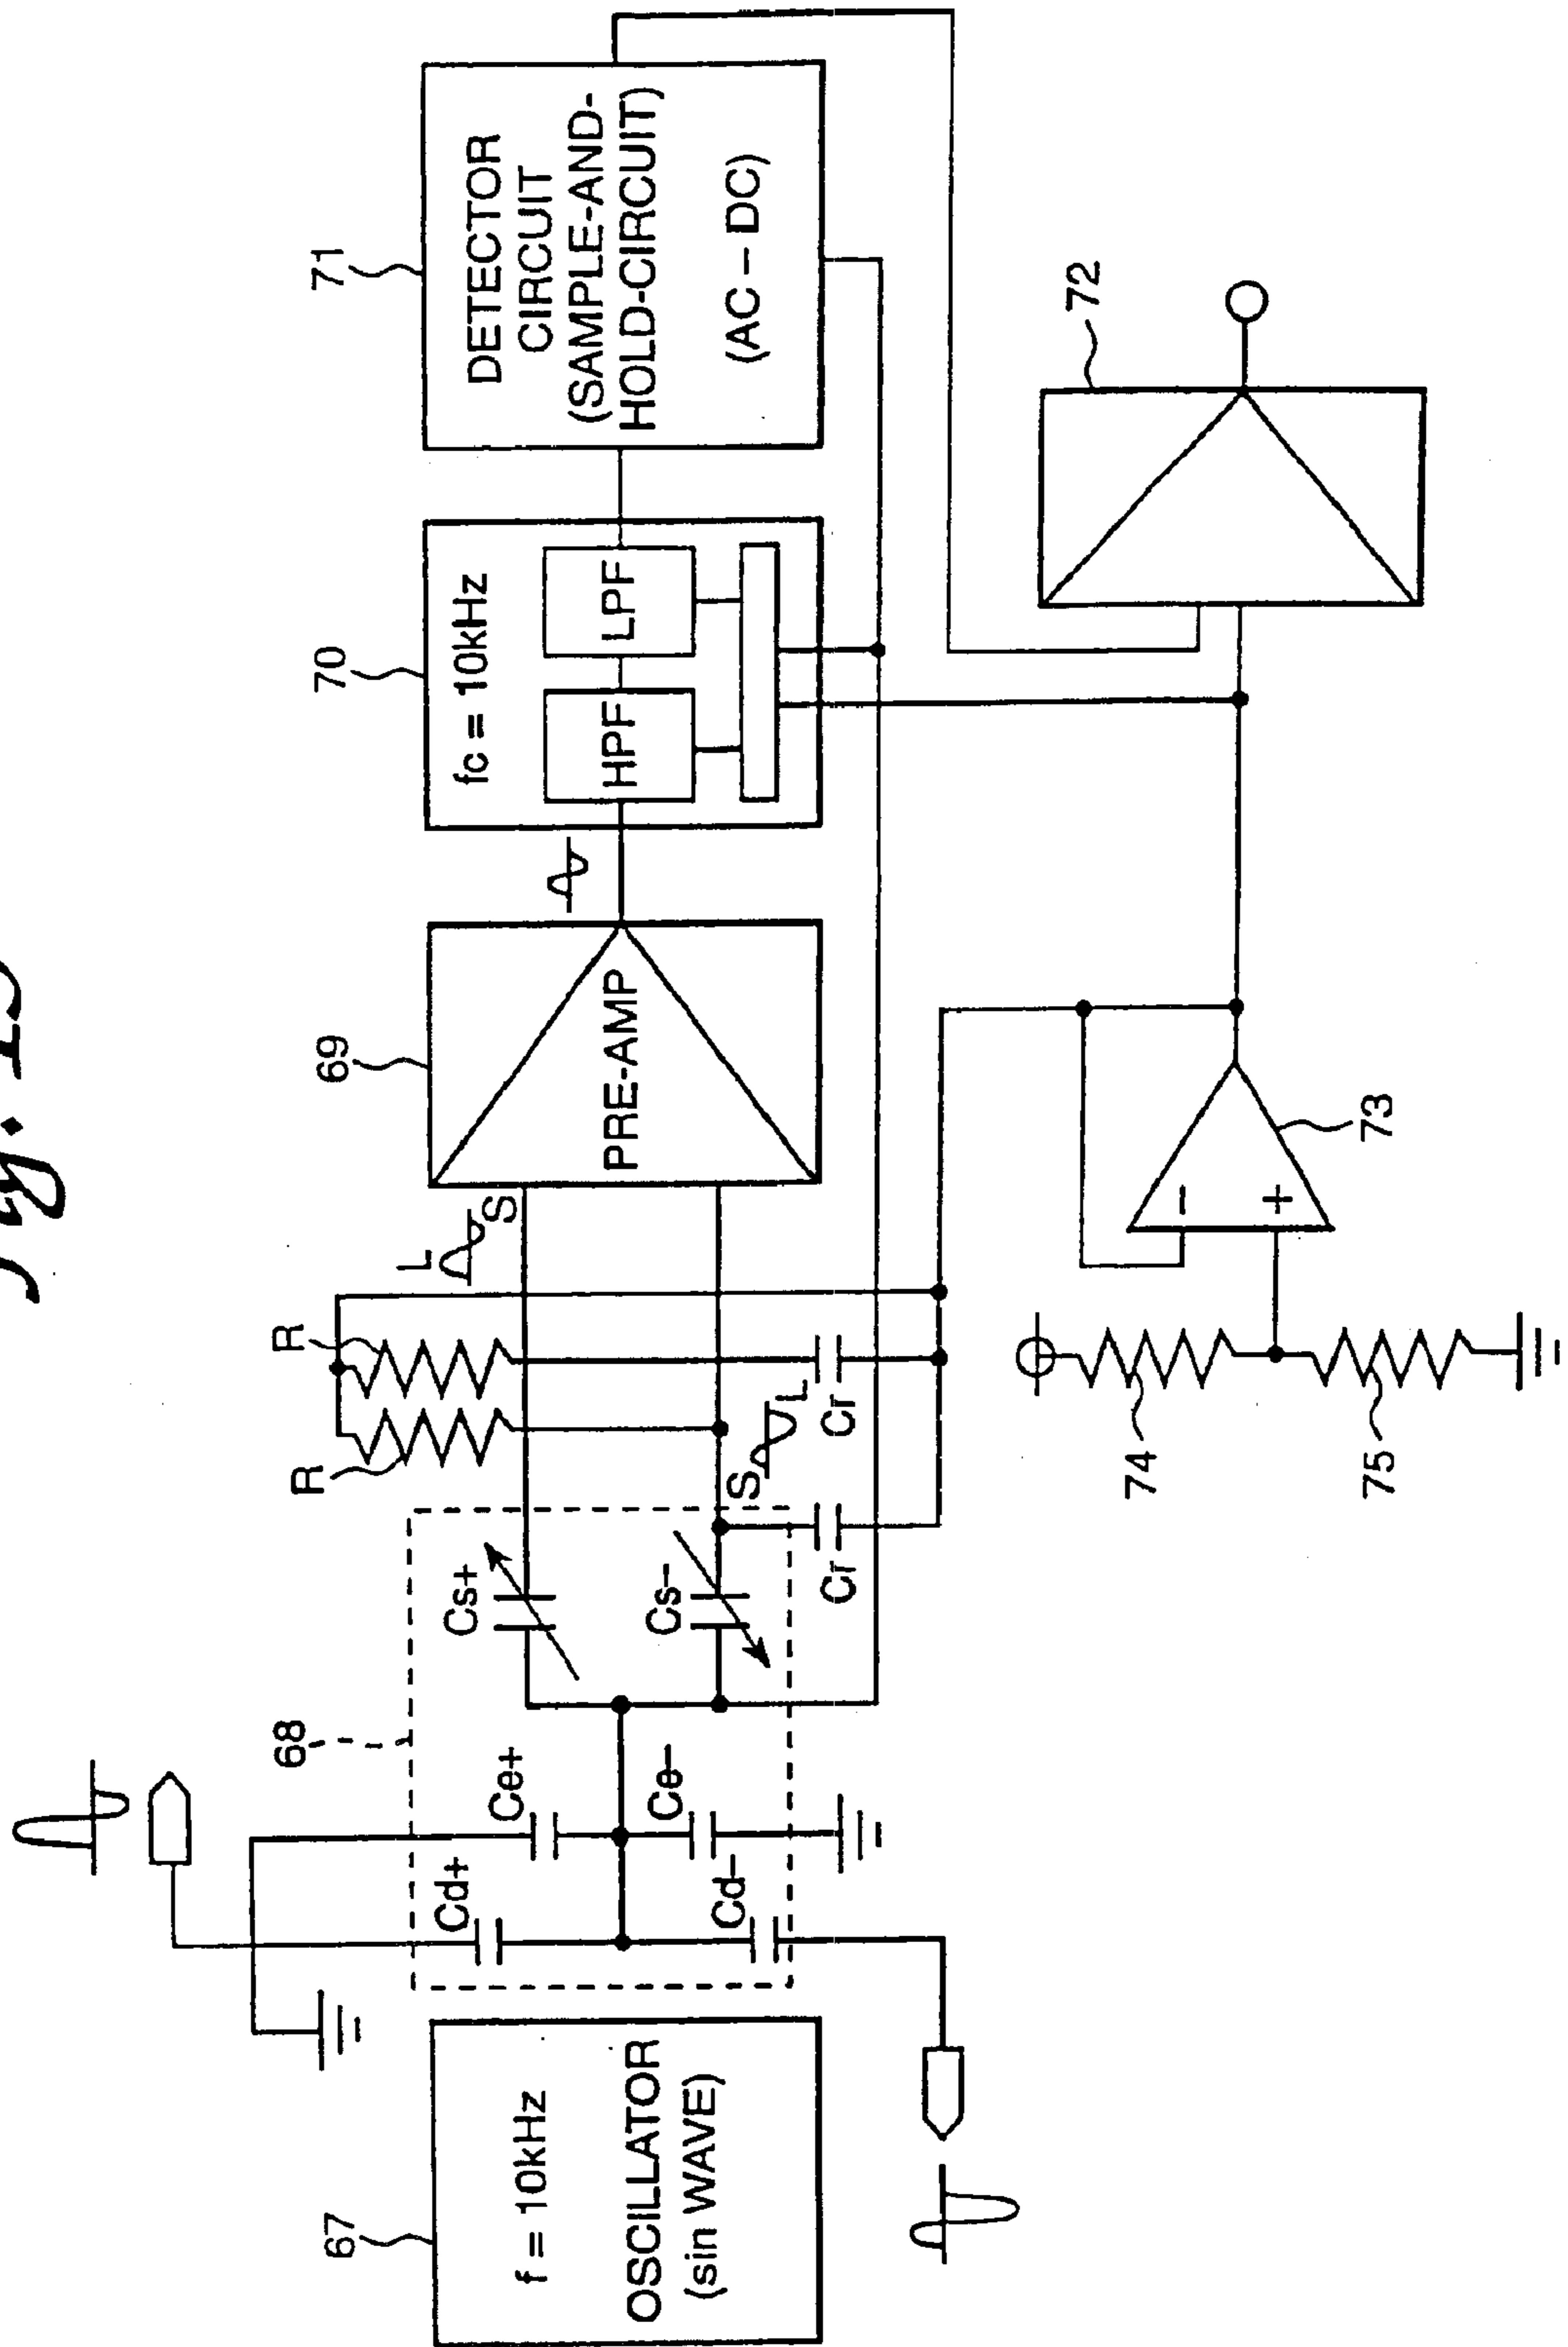 67
f = 10kHz
OSCILLATOR
(sin WAVE)
68
Cd+
Cd−
Ce+
Ce−
Cs+
Cs−
Cr
Cr
R
R
L
S
S
L
69
PRE-AMP
70
fc = 10kHz
HPF
LPF
71
DETECTOR
CIRCUIT
(SAMPLE-AND-
HOLD-CIRCUIT)
(AC – DC)
72
73
−
+
74
75